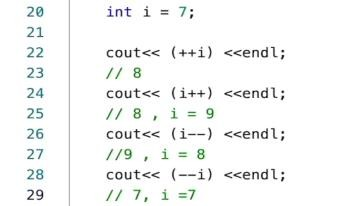 20 int i = 7;
21
22 cout<< (++i) <<endl;
23 // 8
24 cout<< (i++) <<endl;
25 // 8 , i = 9
26 cout<< (i--) <<endl;
27 //9 , i = 8
28 cout<< (--i) <<endl;
29 // 7, i =7